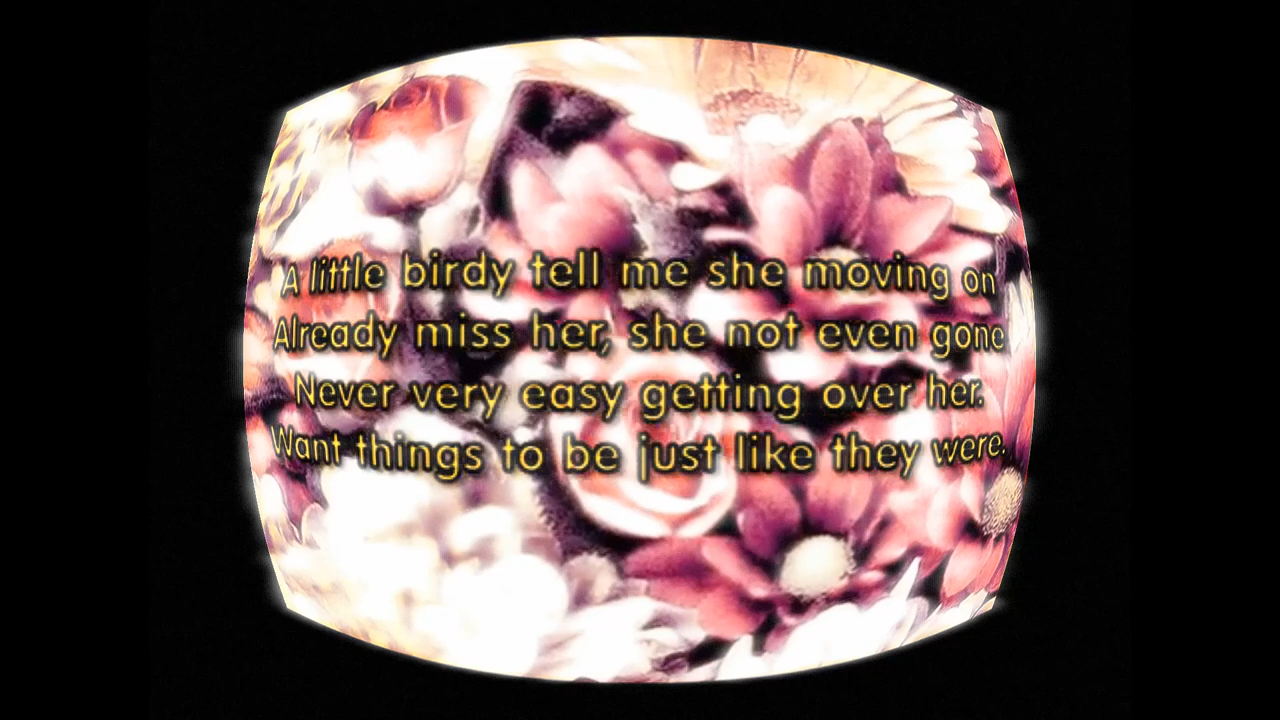 A little birdy tell me she moving on
Already miss her, she not even gone
Never very easy getting over her.
Want things to be just like they were.